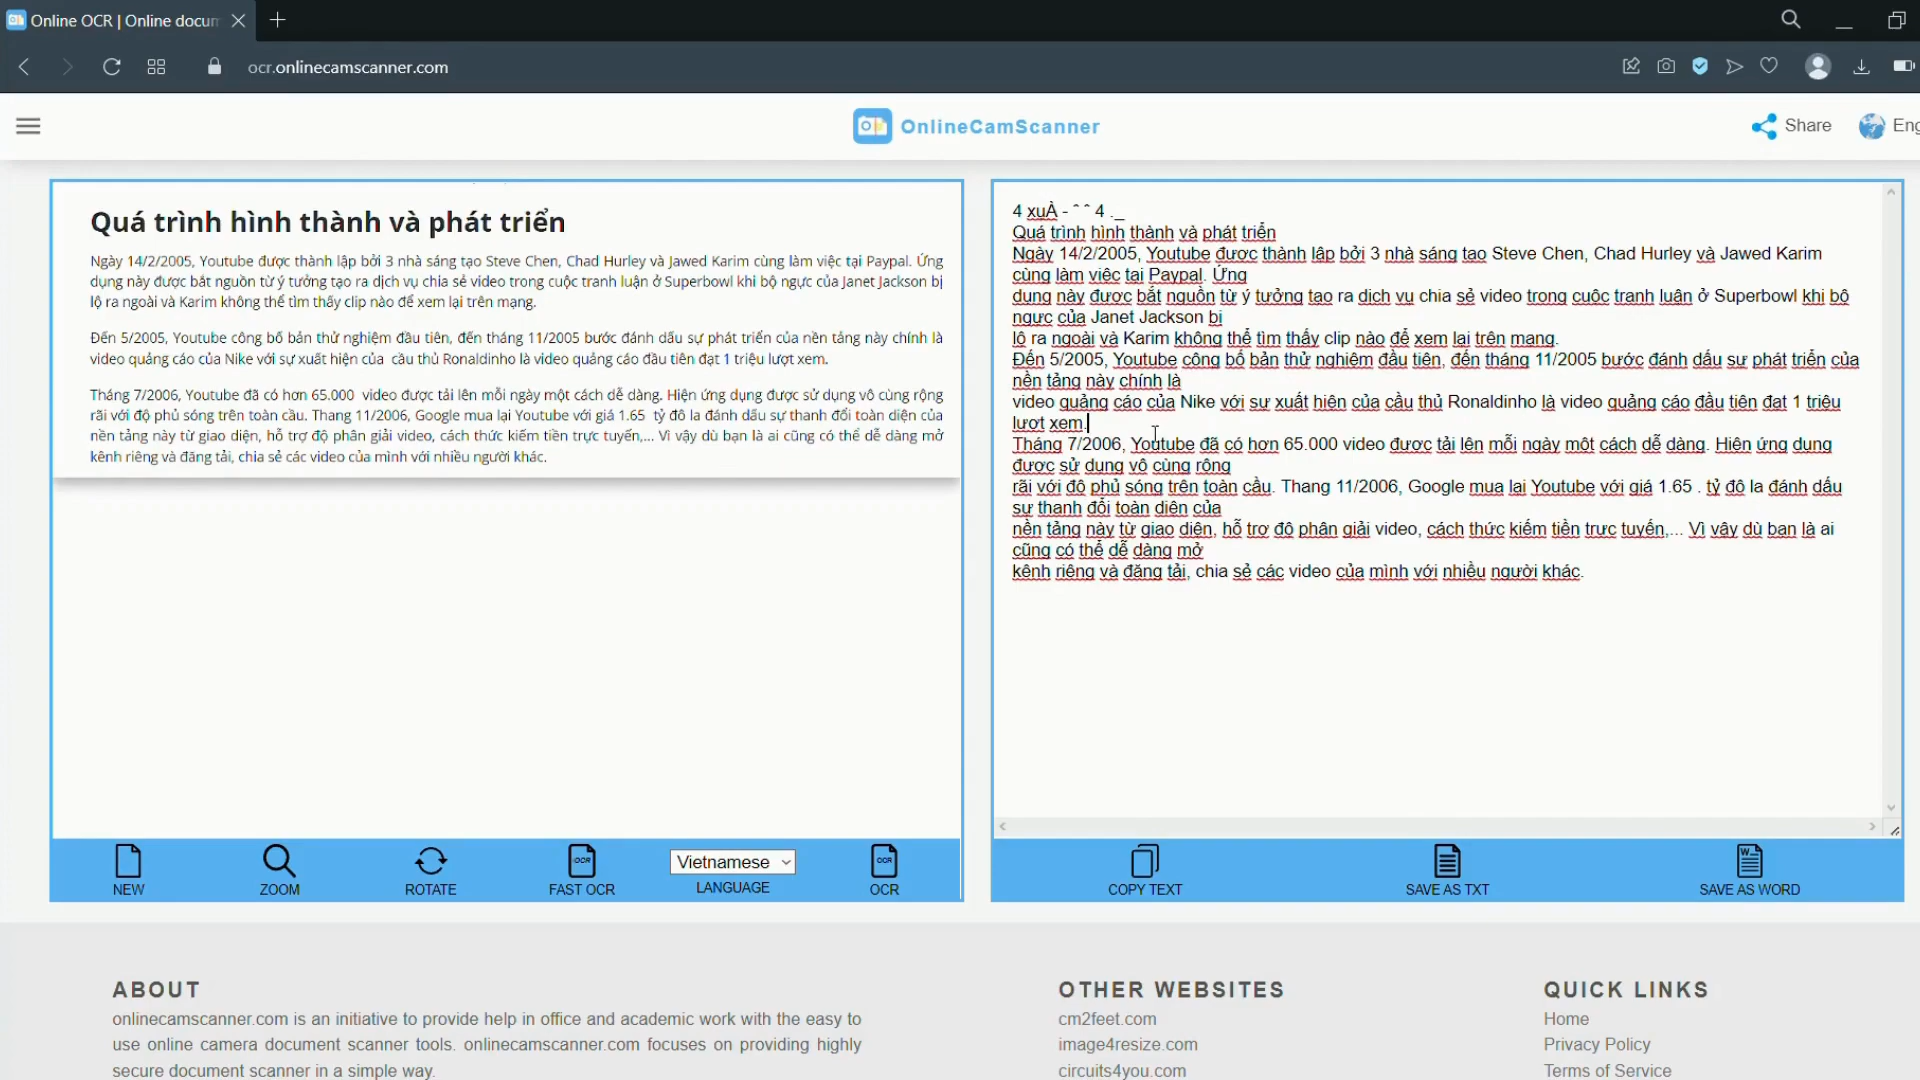 Online OCR | Online docum
ocr.onlinecamscanner.com
OnlineCamScanner
Share
Eng
Quá trình hình thành và phát triển
Ngày 14/2/2005, Youtube được thành lập bởi 3 nhà sáng tạo Steve Chen, Chad Hurley và Jawed Karim cùng làm việc tại Paypal. Ứng
dụng này được bắt nguồn từ ý tưởng tạo ra dịch vụ chia sẻ video trong cuộc tranh luận ở Superbowl khi bộ ngực của Janet Jackson bị
lộ ra ngoài và Karim không thể tìm thấy clip nào để xem lại trên mạng.
Đến 5/2005, Youtube công bố bản thử nghiệm đầu tiên, đến tháng 11/2005 bước đánh dấu sự phát triển của nền tảng này chính là
video quảng cáo của Nike với sự xuất hiện của cầu thủ Ronaldinho là video quảng cáo đầu tiên đạt 1 triệu lượt xem.
Tháng 7/2006, Youtube đã có hơn 65.000 video được tải lên mỗi ngày một cách dễ dàng. Hiện ứng dụng được sử dụng vô cùng rộng
rãi với độ phủ sóng trên toàn cầu. Thang 11/2006, Google mua lại Youtube với giá 1.65 tỷ đô la đánh dấu sự thanh đổi toàn diện của
nền tảng này từ giao diện, hỗ trợ độ phân giải video, cách thức kiếm tiền trực tuyến,... Vì vậy dù bạn là ai cũng có thể dễ dàng mở
kênh riêng và đăng tải, chia sẻ các video của mình với nhiều người khác.
NEW
ZOOM
ROTATE
OCR
FAST OCR
Vietnamese
LANGUAGE
OCR
OCR
4 xuÀ - ˆ ˆ 4 ._
Quá trình hình thành và phát triển
Ngày 14/2/2005, Youtube được thành lập bởi 3 nhà sáng tạo Steve Chen, Chad Hurley và Jawed Karim
cùng làm việc tại Paypal. Ứng
dụng này được bắt nguồn từ ý tưởng tạo ra dịch vụ chia sẻ video trong cuộc tranh luận ở Superbowl khi bộ
ngực của Janet Jackson bị
lộ ra ngoài và Karim không thể tìm thấy clip nào để xem lại trên mạng.
Đến 5/2005, Youtube công bố bản thử nghiệm đầu tiên, đến tháng 11/2005 bước đánh dấu sự phát triển của
nền tảng này chính là
video quảng cáo của Nike với sự xuất hiện của cầu thủ Ronaldinho là video quảng cáo đầu tiên đạt 1 triệu
lượt xem.
Tháng 7/2006, Youtube đã có hơn 65.000 video được tải lên mỗi ngày một cách dễ dàng. Hiện ứng dụng
được sử dụng vô cùng rộng
rãi với độ phủ sóng trên toàn cầu. Thang 11/2006, Google mua lại Youtube với giá 1.65 . tỷ đô la đánh dấu
sự thanh đổi toàn diện của
nền tảng này từ giao diện, hỗ trợ độ phân giải video, cách thức kiếm tiền trực tuyến,... Vì vậy dù bạn là ai
cũng có thể dễ dàng mở
kênh riêng và đăng tải, chia sẻ các video của mình với nhiều người khác.
COPY TEXT
SAVE AS TXT
SAVE AS WORD
ABOUT
onlinecamscanner.com is an initiative to provide help in office and academic work with the easy to
use online camera document scanner tools. onlinecamscanner.com focuses on providing highly
secure document scanner in a simple way.
OTHER WEBSITES
cm2feet.com
image4resize.com
circuits4you.com
QUICK LINKS
Home
Privacy Policy
Terms of Service